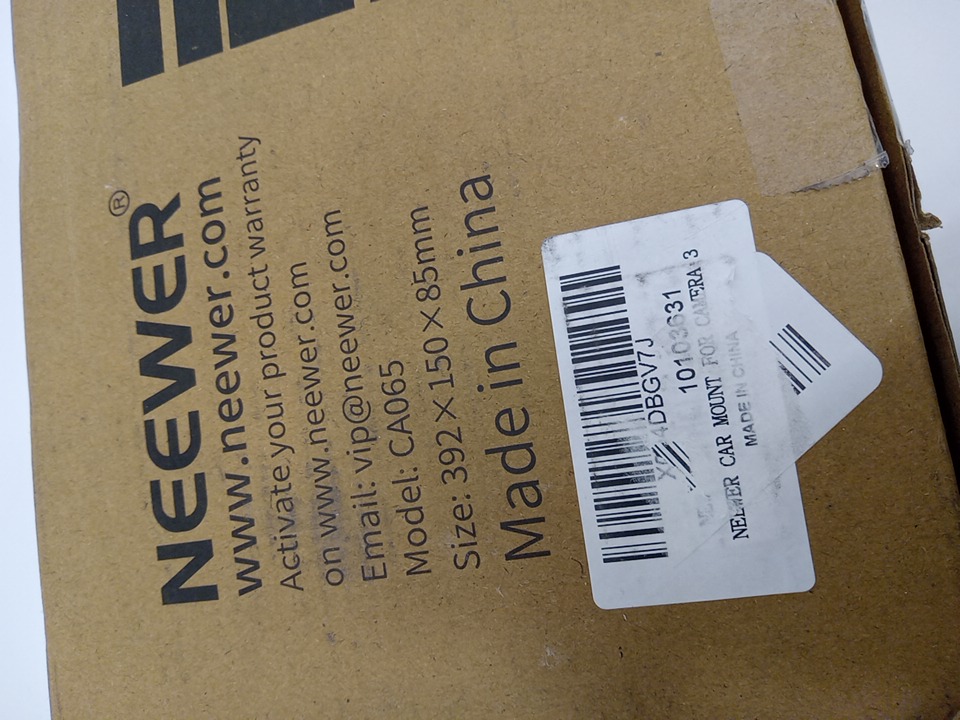 NEEWER®
www.neewer.com
Activate your product warranty
on www.neewer.com
Email: vip@neewer.com
Model: CA065
Size: 392×150×85mm
Made in China
4DBGV7J
10103631
NEEWER CAR MOUNT FOR CAMERA 3
MADE IN CHINA